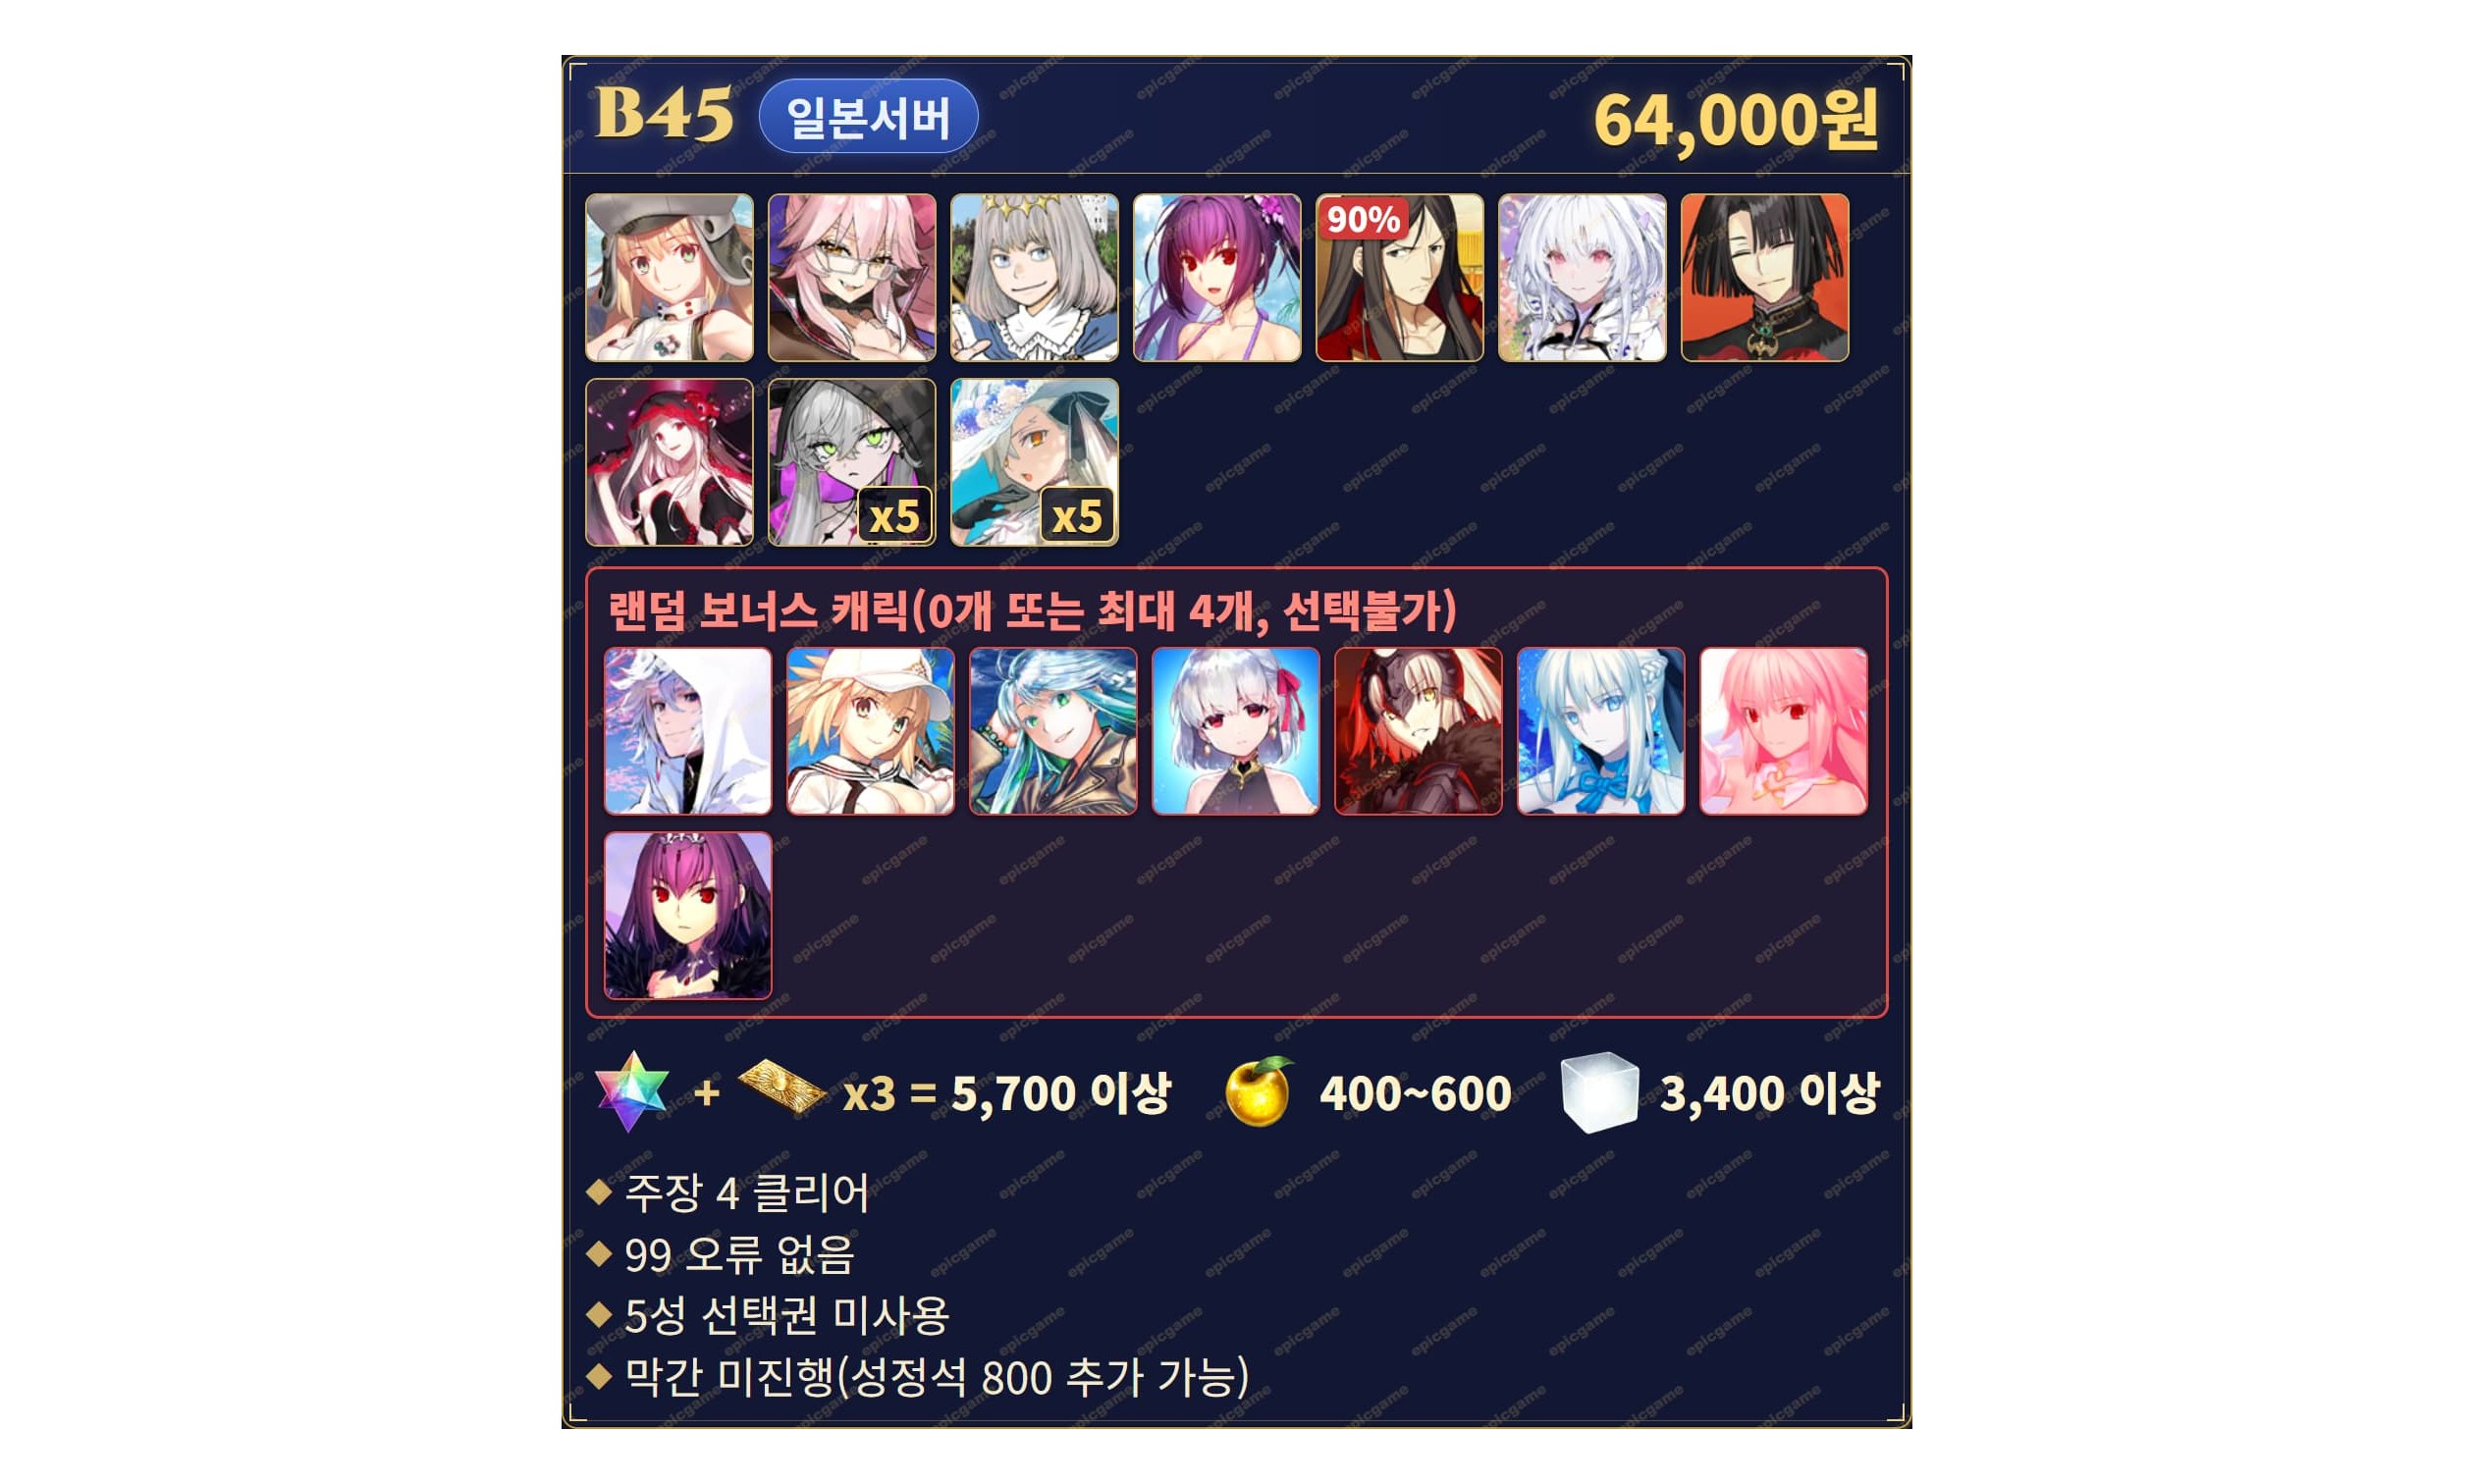 B45 일본서버 64,000원
90%
x5 x5
랜덤 보너스 캐릭(0개 또는 최대 4개, 선택불가)
+ x3 = 5,700 이상 400~600 3,400 이상
주장 4 클리어
99 오류 없음
5성 선택권 미사용
막간 미진행(성정석 800 추가 가능)
epicgame